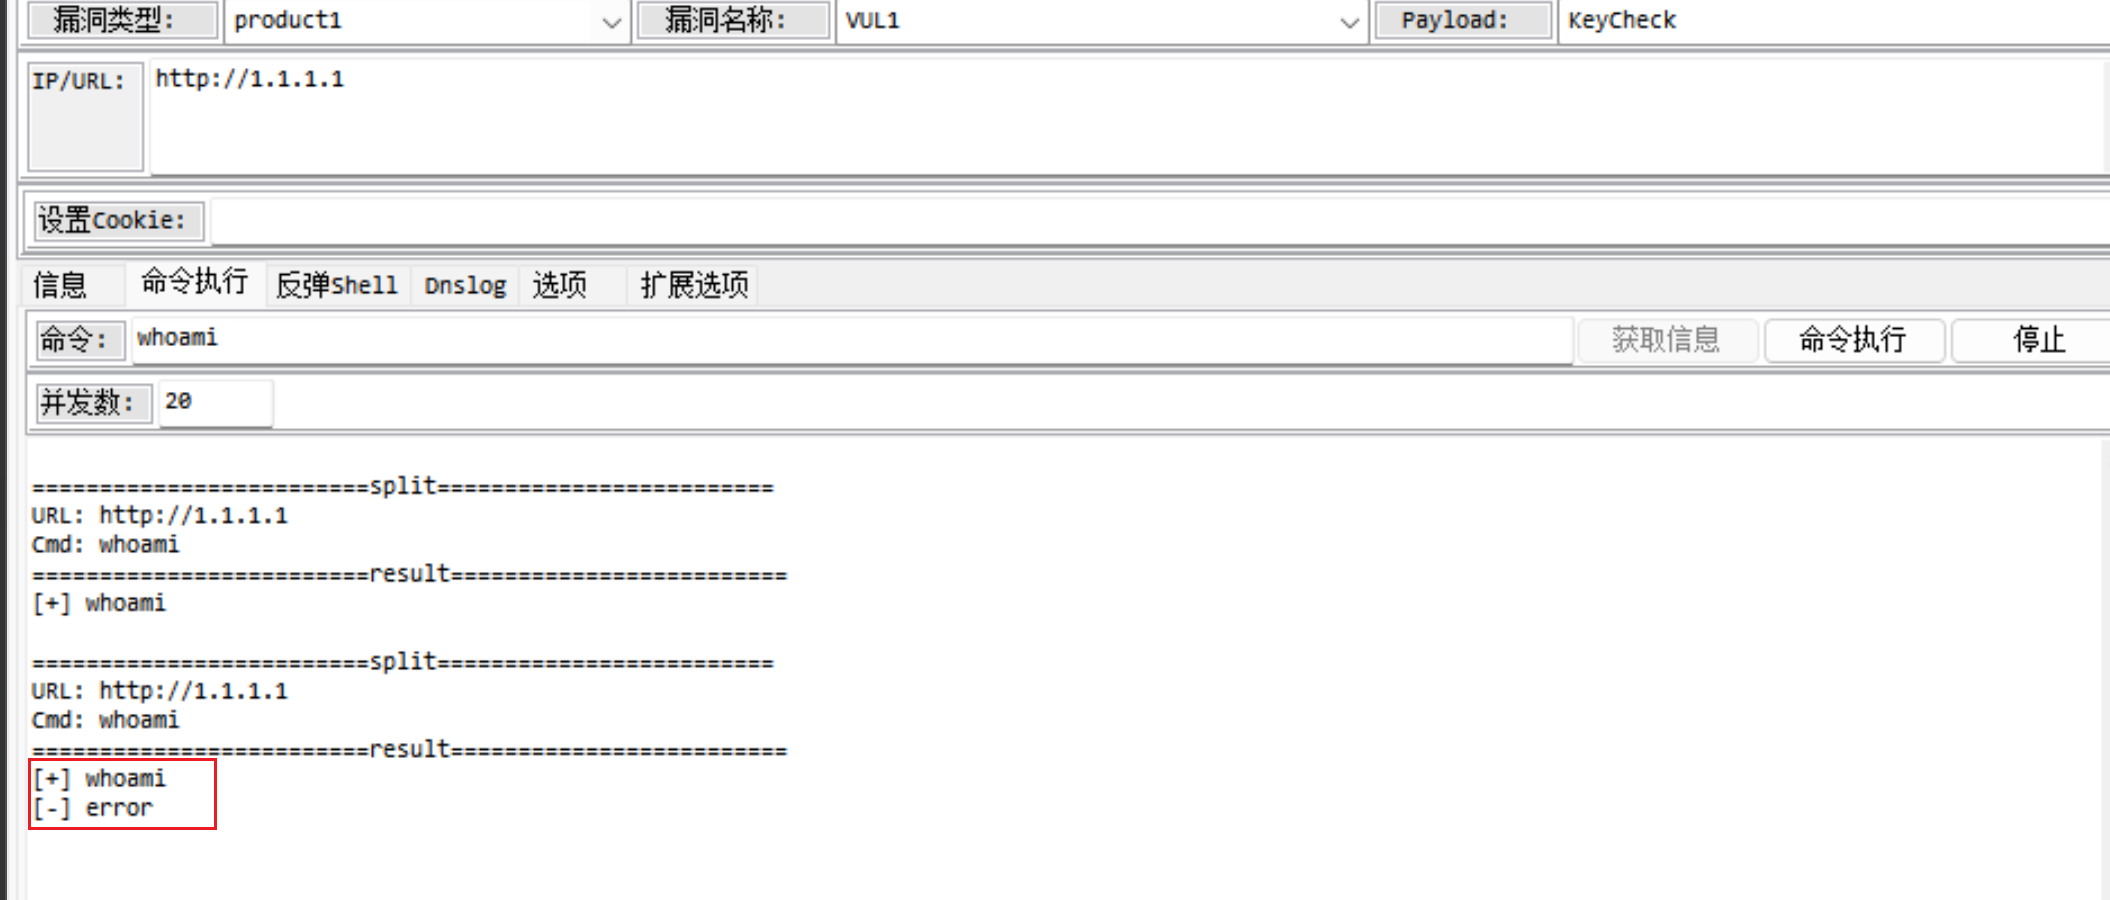 漏洞类型: product1 漏洞名称: VUL1 Payload: KeyCheck
IP/URL: http://1.1.1.1
设置Cookie:
信息 命令执行 反弹Shell Dnslog 选项 扩展选项
命令: whoami 获取信息 命令执行 停止
并发数: 20
=========================split=========================
URL: http://1.1.1.1
Cmd: whoami
=========================result=========================
[+] whoami
=========================split=========================
URL: http://1.1.1.1
Cmd: whoami
=========================result=========================
[+] whoami
[-] error